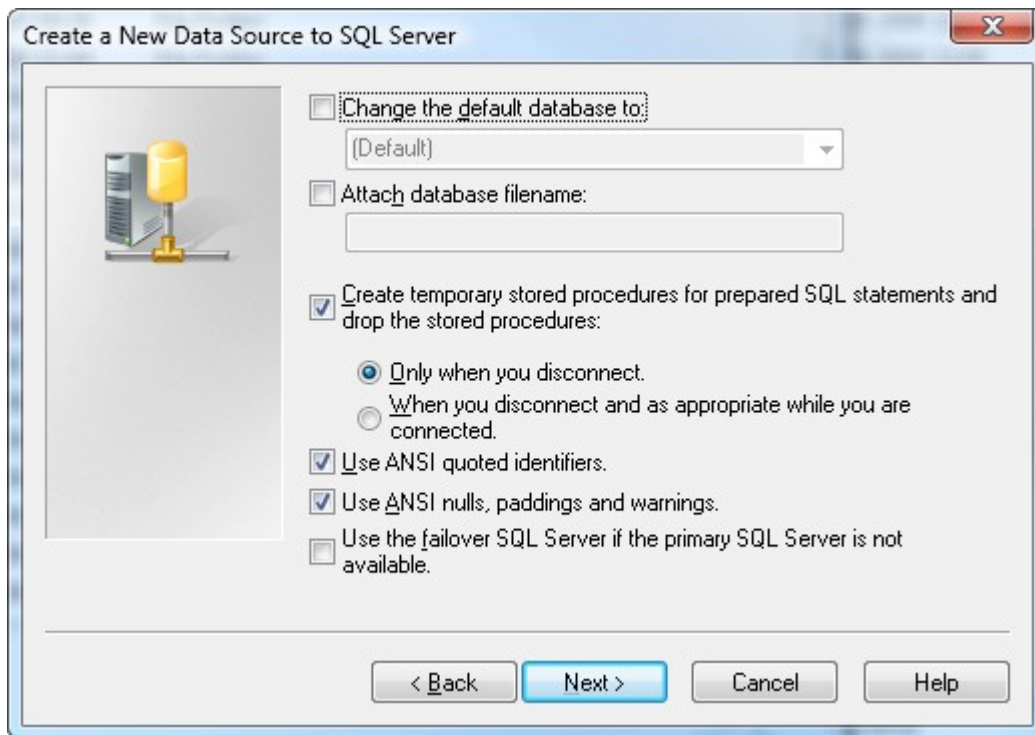 Create a New Data Source to SQL Server
X
Change the default database to:
(Default)
Attach database filename:
Create temporary stored procedures for prepared SQL statements and
drop the stored procedures:
Only when you disconnect.
When you disconnect and as appropriate while you are
connected.
Use ANSI quoted identifiers.
Use ANSI nulls, paddings and warnings.
Use the failover SQL Server if the primary SQL Server is not
available.
< Back
Next >
Cancel
Help